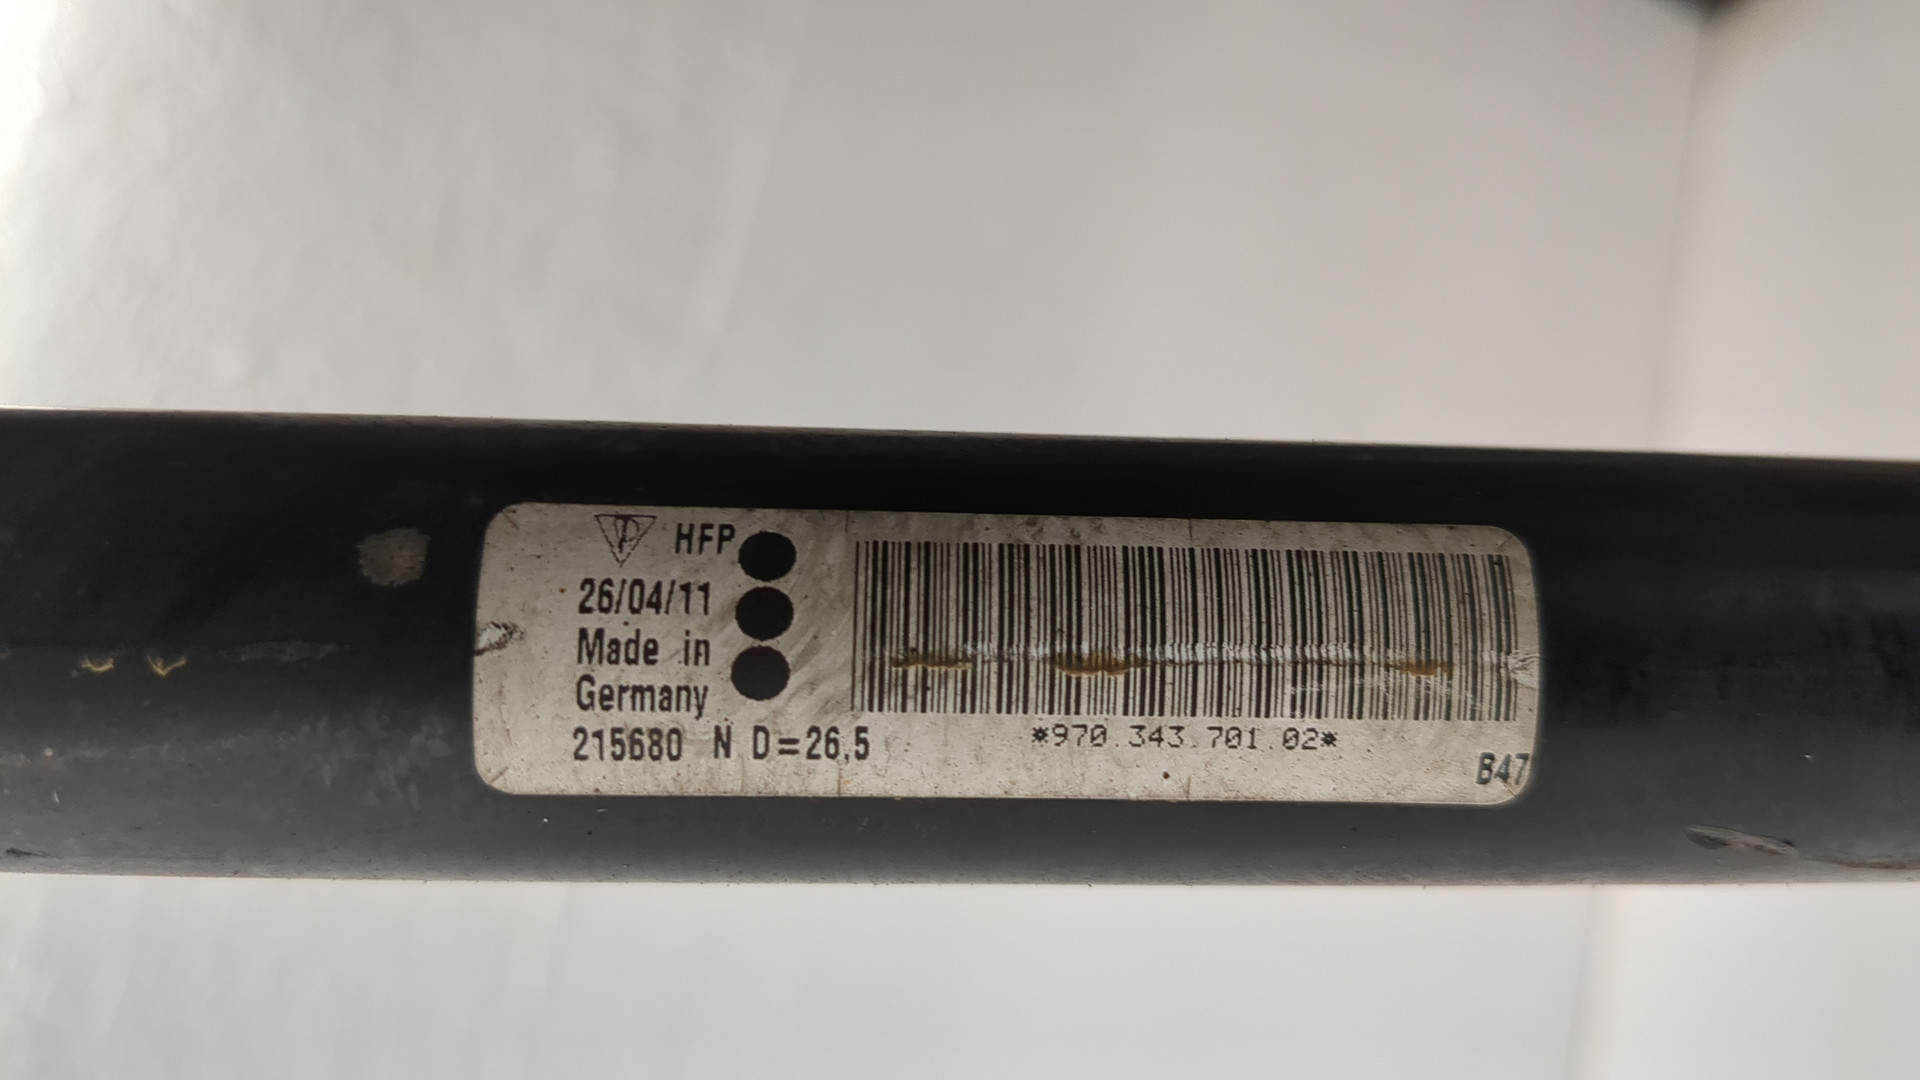 HFP
26/04/11
Made in
Germany
215680 N D=26,5
*970.343.701.02*
B47